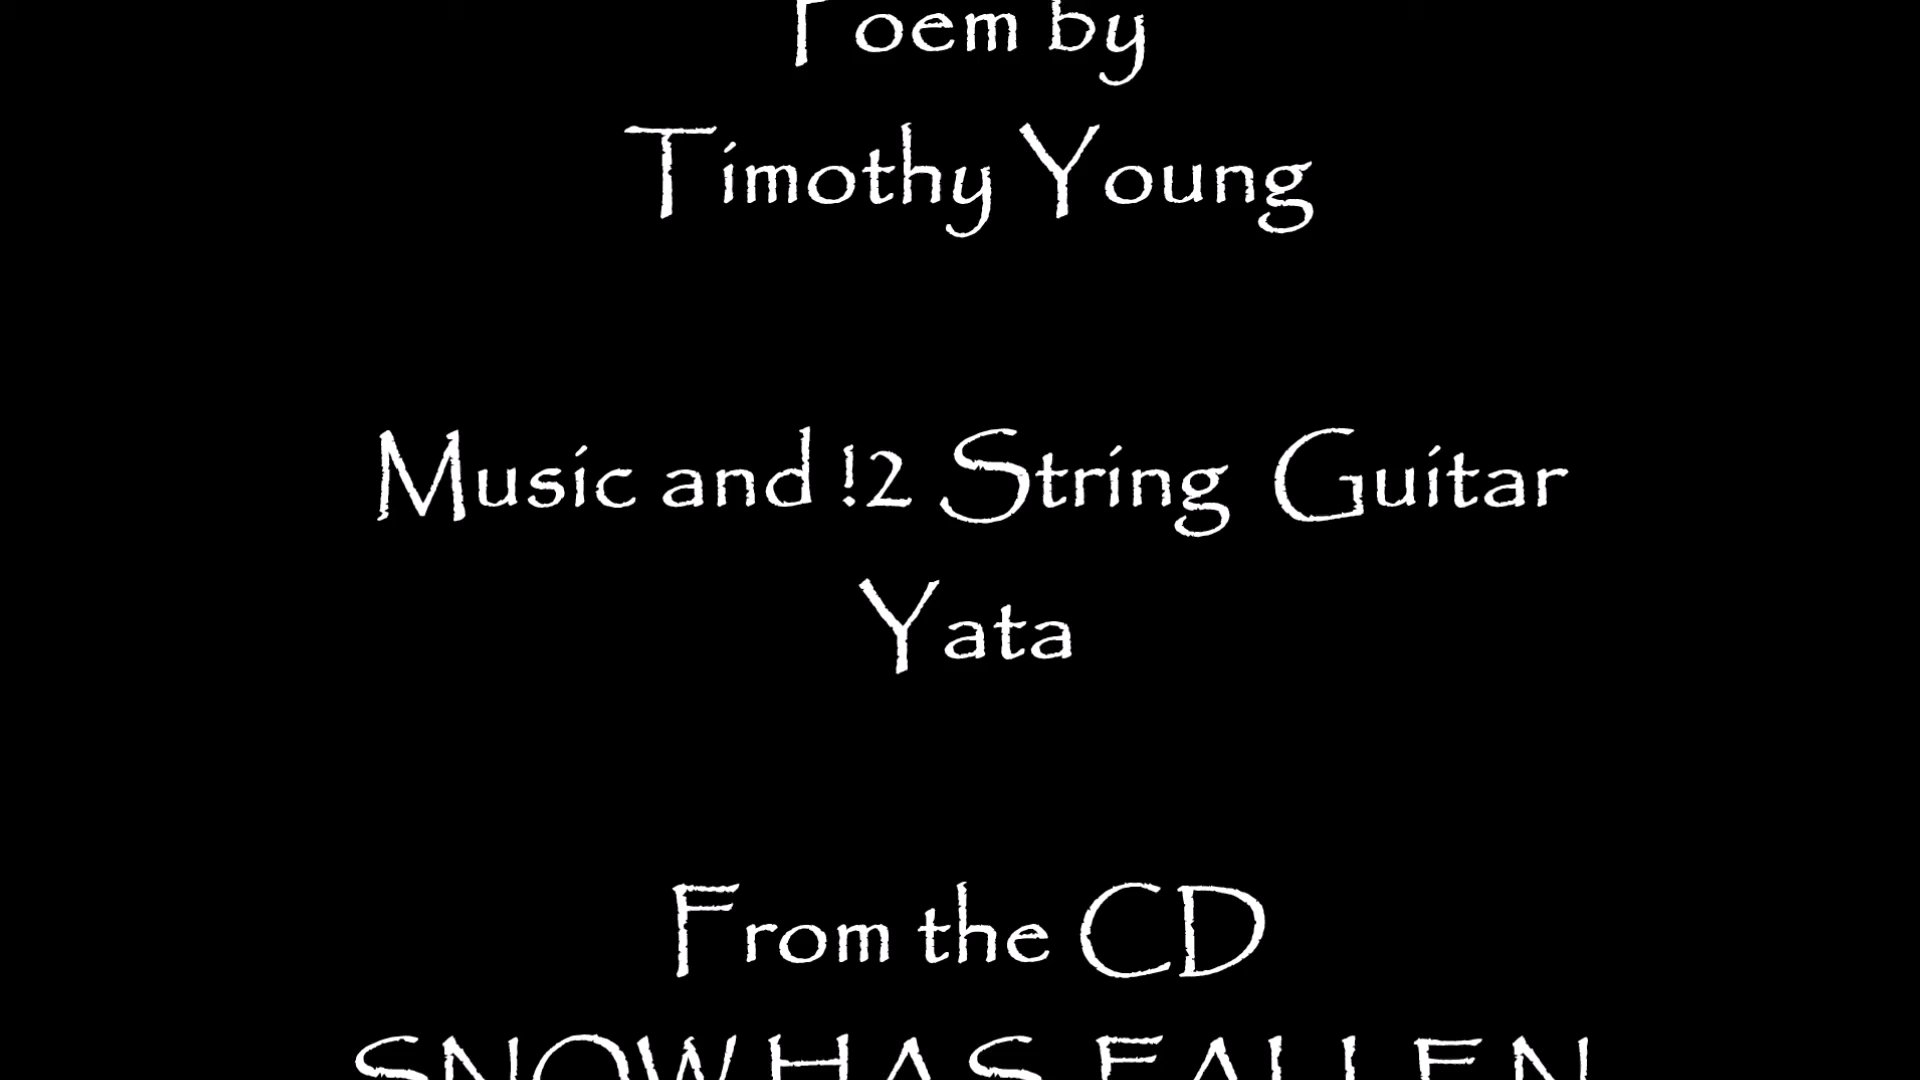 Poem by
Timothy Young
Music and !2 String Guitar
Yata
From the CD
SNOW HAS FALLEN